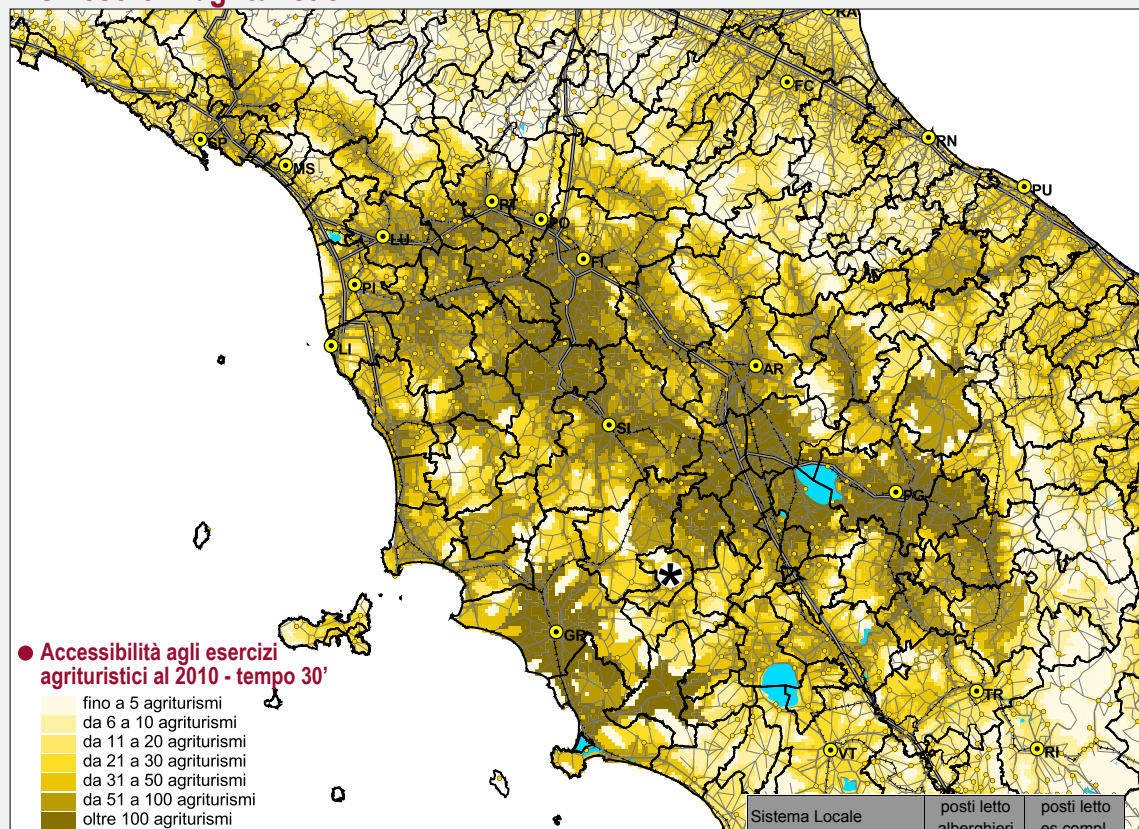 RA
FC
RN
SP
MS
PU
PT
PO
LU
FI
PI
LI
AR
SI
PG
*
GR
TR
VT
RI
Accessibilità agli esercizi
agrituristici al 2010 - tempo 30'
fino a 5 agriturismi
da 6 a 10 agriturismi
da 11 a 20 agriturismi
da 21 a 30 agriturismi
da 31 a 50 agriturismi
da 51 a 100 agriturismi
oltre 100 agriturismi
Sistema Locale posti letto posti letto
alberghieri es.compl.